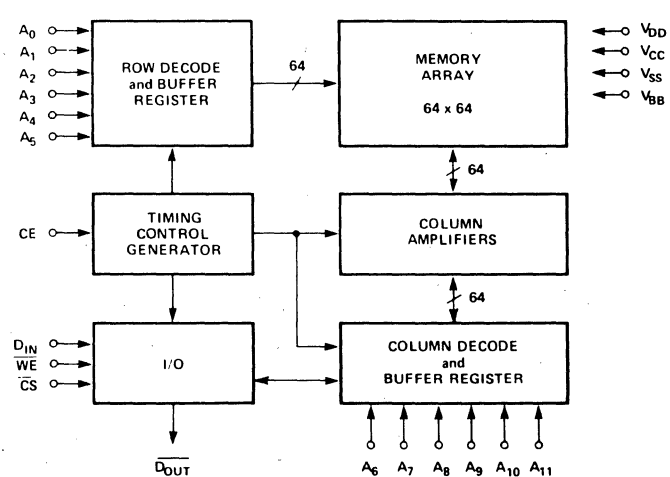 A0
A1
A2
A3
A4
A5
ROW DECODE
and BUFFER
REGISTER
64
MEMORY
ARRAY
64 x 64
VDD
VCC
VSS
VBB
64
CE
TIMING
CONTROL
GENERATOR
COLUMN
AMPLIFIERS
64
DIN
WE
CS
I/O
COLUMN DECODE
and
BUFFER REGISTER
DOUT
A6
A7
A8
A9
A10
A11